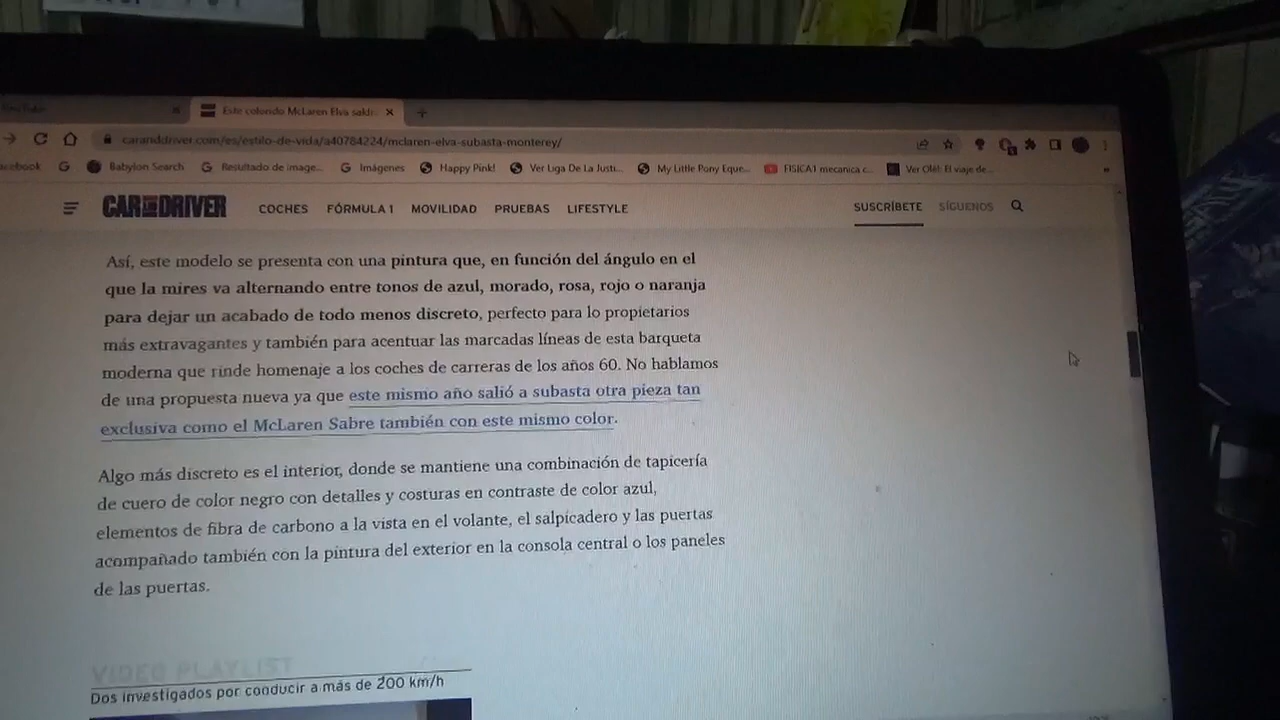 Este colorido McLaren Elva saldr
caranddriver.com/es/estilo-de-vida/a40784224/mclaren-elva-subasta-monterey/
Babylon Search Resultado de image... Imágenes Happy Pink! Ver Liga De La Justi... My Little Pony Eque... FISICA1 mecanica c... Ver Olé!: El viaje de...
CAR AND DRIVER COCHES FÓRMULA 1 MOVILIDAD PRUEBAS LIFESTYLE SUSCRÍBETE SÍGUENOS
Así, este modelo se presenta con una pintura que, en función del ángulo en el
que la mires va alternando entre tonos de azul, morado, rosa, rojo o naranja
para dejar un acabado de todo menos discreto, perfecto para lo propietarios
más extravagantes y también para acentuar las marcadas líneas de esta barqueta
moderna que rinde homenaje a los coches de carreras de los años 60. No hablamos
de una propuesta nueva ya que este mismo año salió a subasta otra pieza tan
exclusiva como el McLaren Sabre también con este mismo color.
Algo más discreto es el interior, donde se mantiene una combinación de tapicería
de cuero de color negro con detalles y costuras en contraste de color azul,
elementos de fibra de carbono a la vista en el volante, el salpicadero y las puertas
acompañado también con la pintura del exterior en la consola central o los paneles
de las puertas.
VIDEO PLAYLIST
Dos investigados por conducir a más de 200 km/h